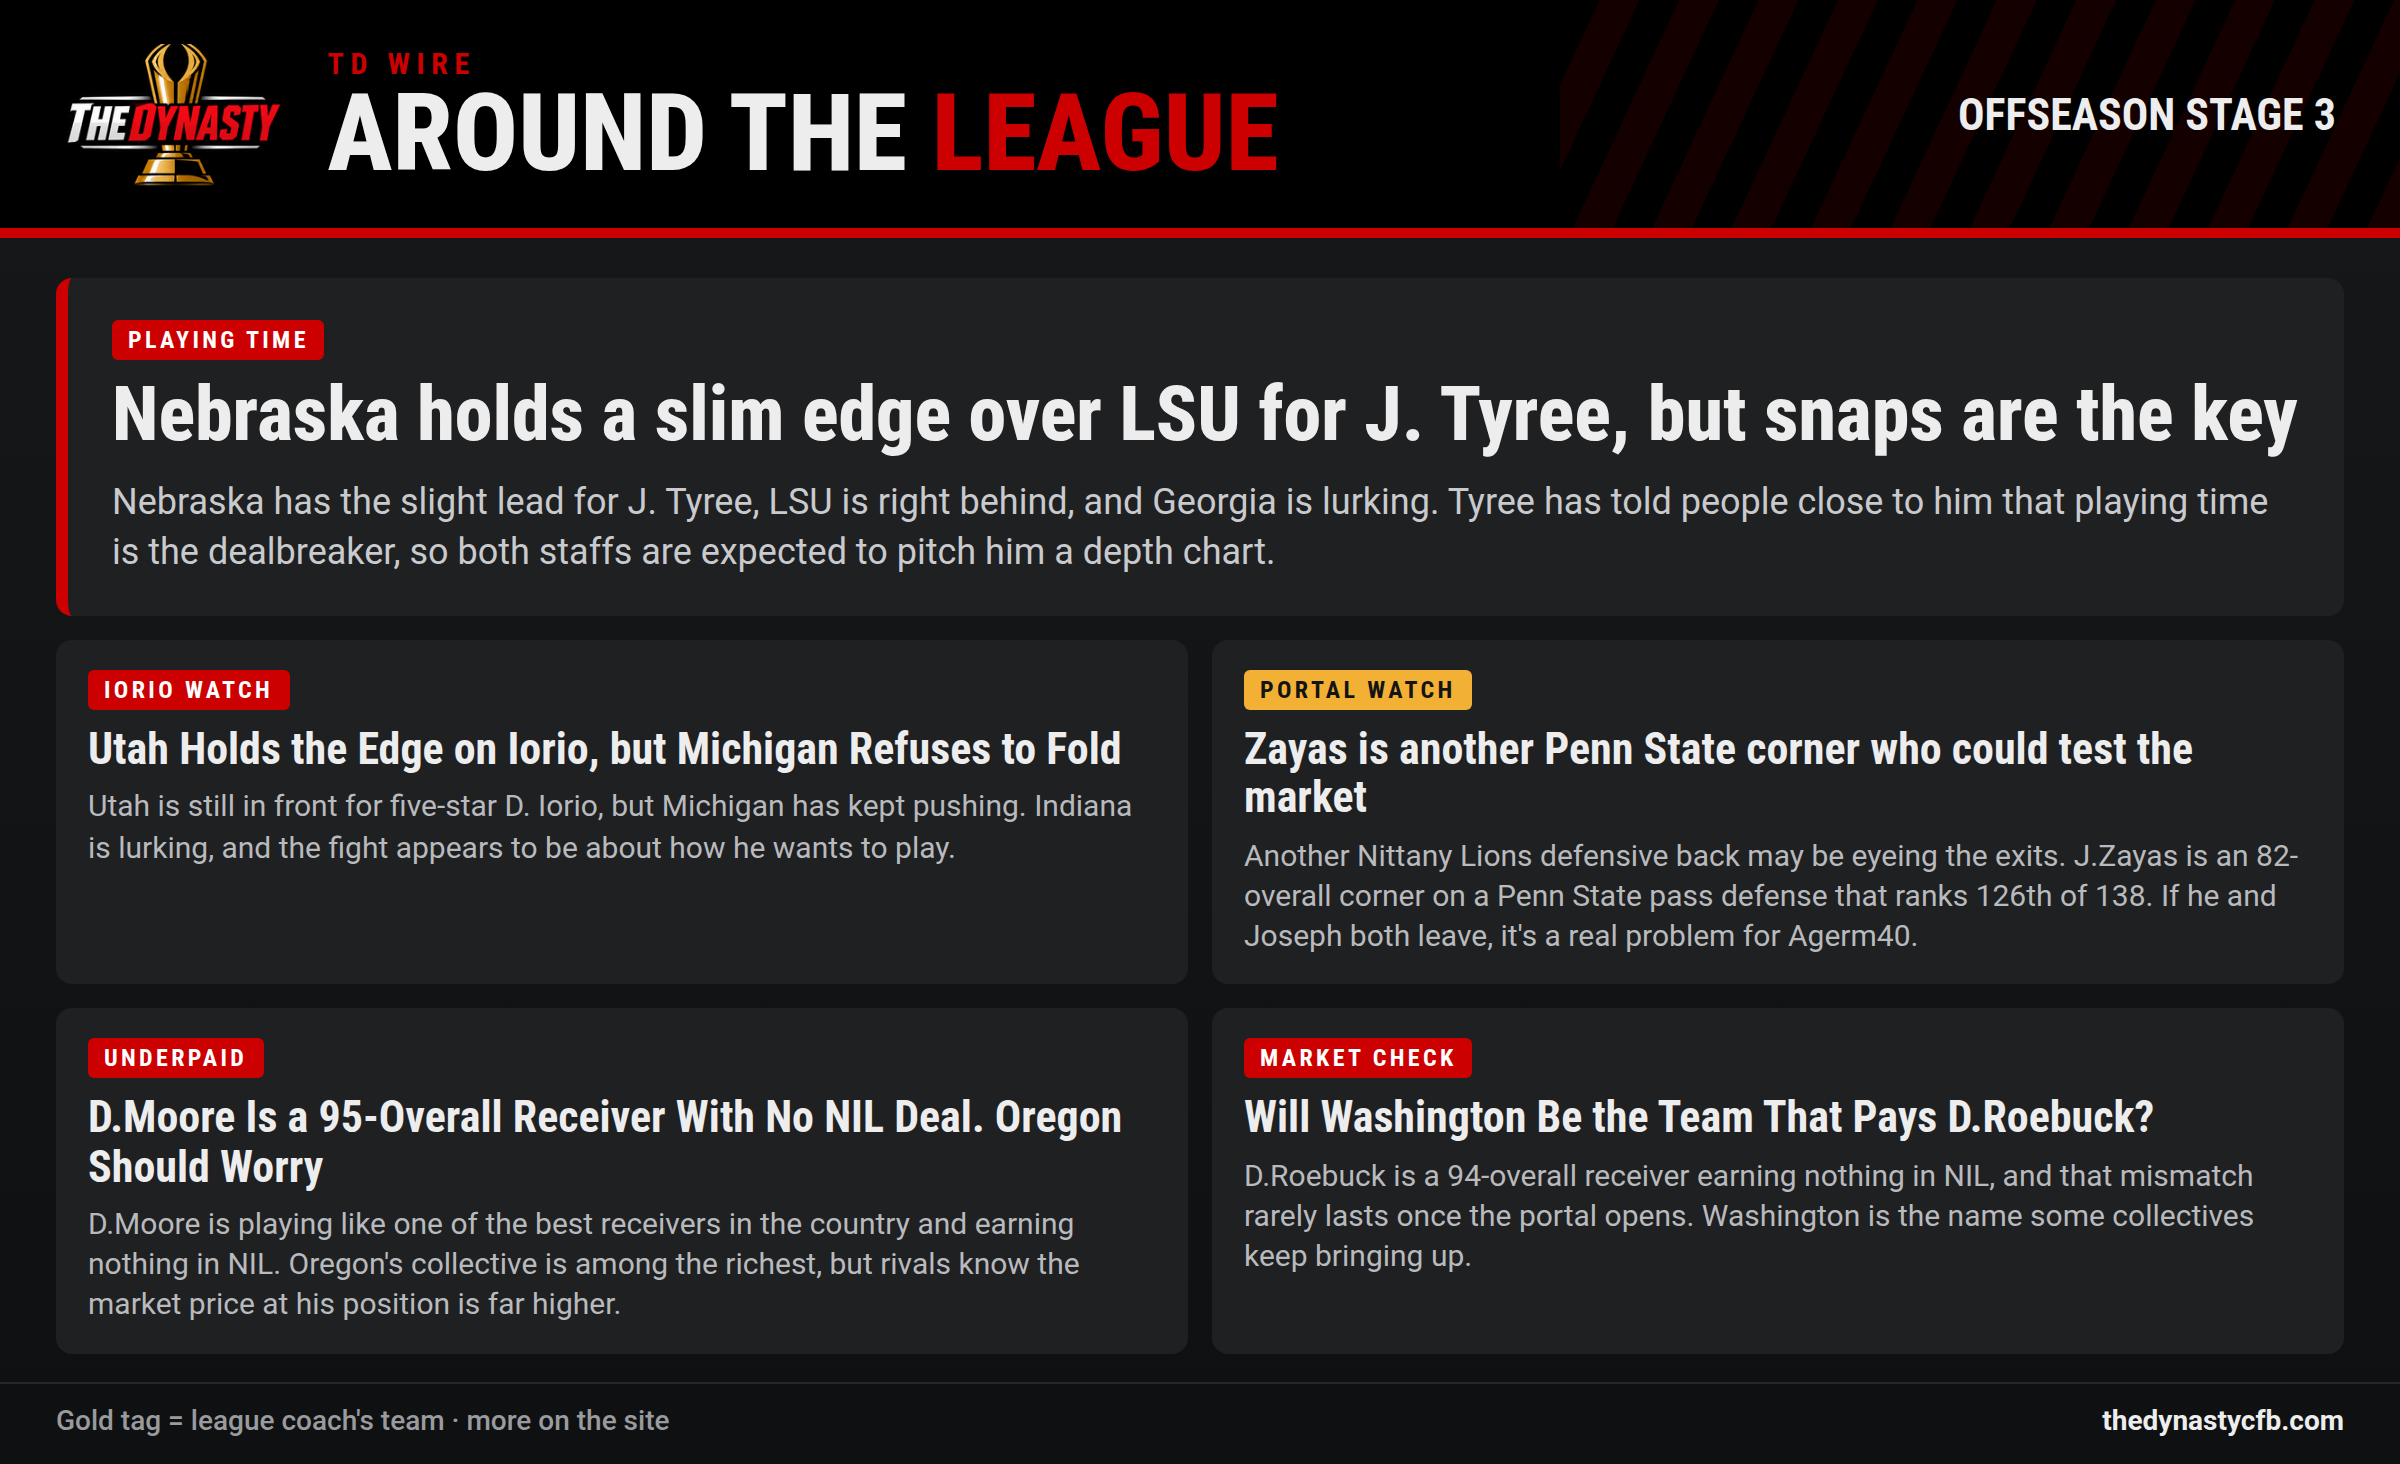 THE DYNASTY
TD WIRE
AROUND THE LEAGUE
OFFSEASON STAGE 3
PLAYING TIME
Nebraska holds a slim edge over LSU for J. Tyree, but snaps are the key
Nebraska has the slight lead for J. Tyree, LSU is right behind, and Georgia is lurking. Tyree has told people close to him that playing time
is the dealbreaker, so both staffs are expected to pitch him a depth chart.
IORIO WATCH
Utah Holds the Edge on Iorio, but Michigan Refuses to Fold
Utah is still in front for five-star D. Iorio, but Michigan has kept pushing. Indiana
is lurking, and the fight appears to be about how he wants to play.
PORTAL WATCH
Zayas is another Penn State corner who could test the
market
Another Nittany Lions defensive back may be eyeing the exits. J.Zayas is an 82-
overall corner on a Penn State pass defense that ranks 126th of 138. If he and
Joseph both leave, it's a real problem for Agerm40.
UNDERPAID
D.Moore Is a 95-Overall Receiver With No NIL Deal. Oregon
Should Worry
D.Moore is playing like one of the best receivers in the country and earning
nothing in NIL. Oregon's collective is among the richest, but rivals know the
market price at his position is far higher.
MARKET CHECK
Will Washington Be the Team That Pays D.Roebuck?
D.Roebuck is a 94-overall receiver earning nothing in NIL, and that mismatch
rarely lasts once the portal opens. Washington is the name some collectives
keep bringing up.
Gold tag = league coach's team · more on the site
thedynastycfb.com